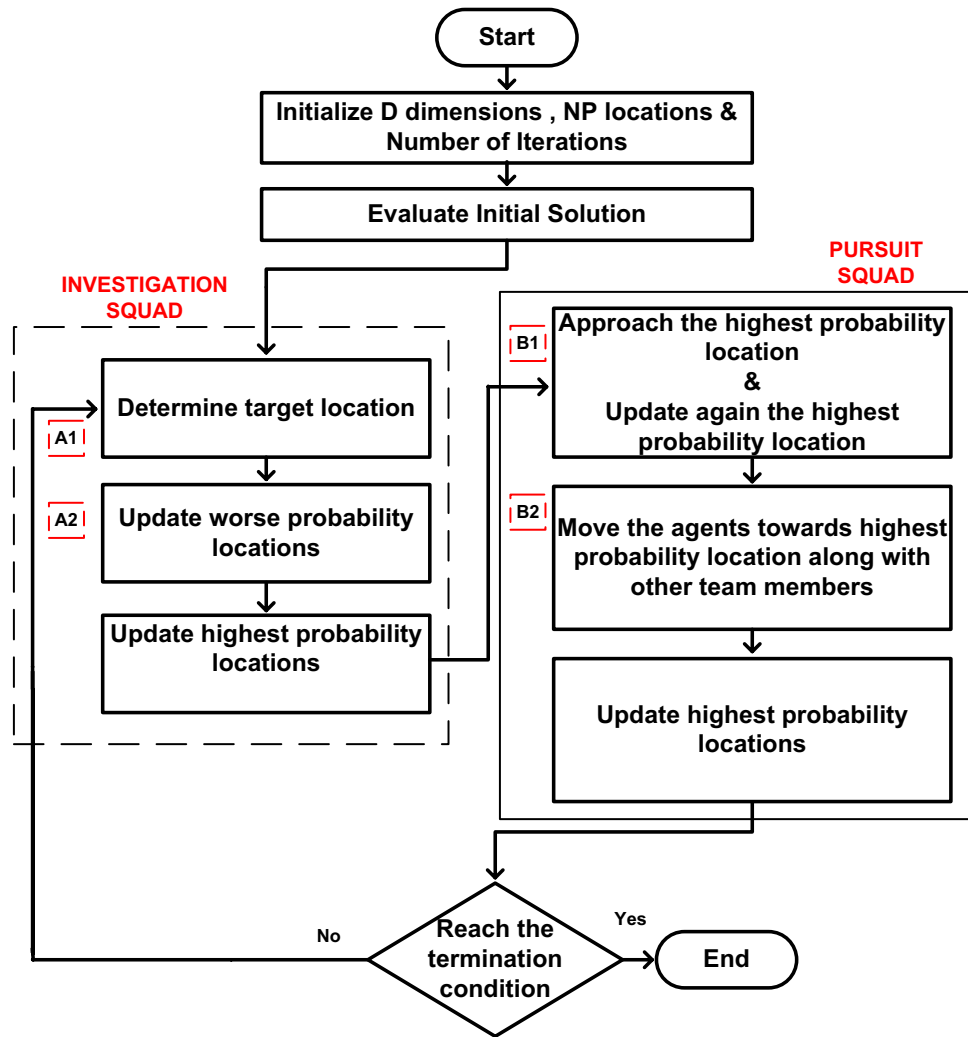 Start
Initialize D dimensions , NP locations &
Number of Iterations
Evaluate Initial Solution
INVESTIGATION
SQUAD
A1
Determine target location
A2
Update worse probability
locations
Update highest probability
locations
PURSUIT
SQUAD
B1
Approach the highest probability
location
&
Update again the highest
probability location
B2
Move the agents towards highest
probability location along with
other team members
Update highest probability
locations
Reach the
termination
condition
No
Yes
End